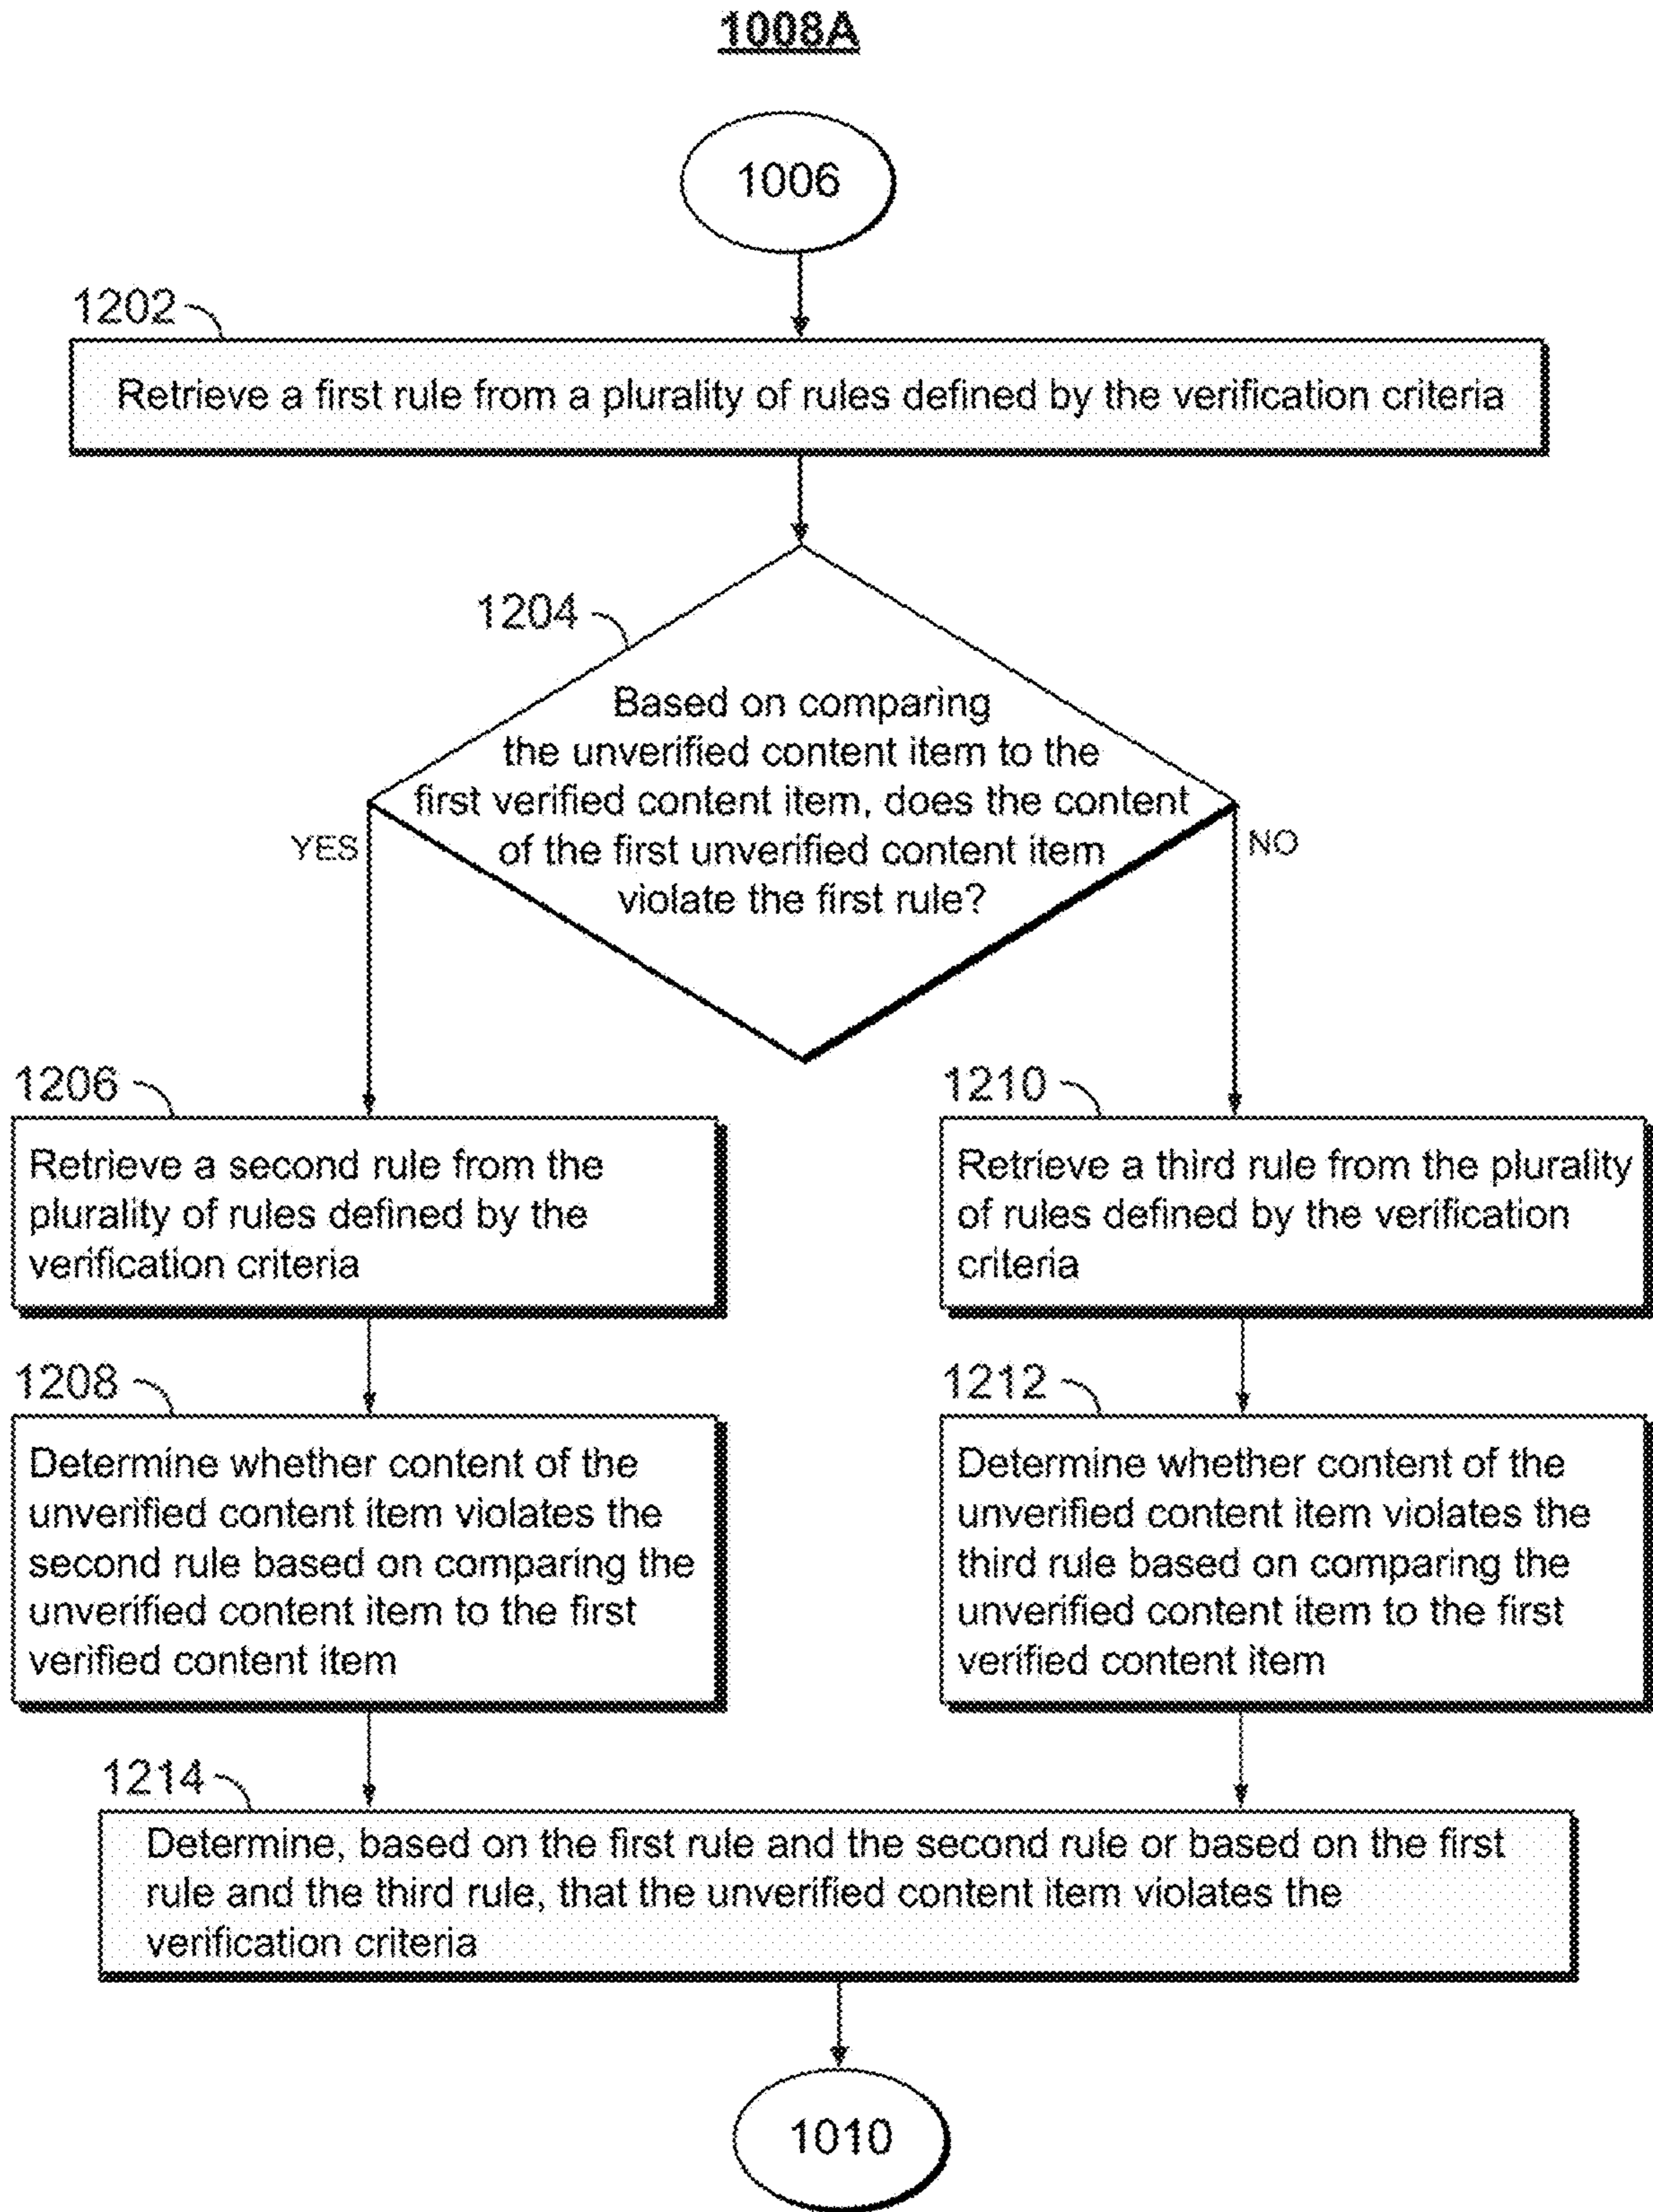 1008A
1006
1202
Retrieve a first rule from a plurality of rules defined by the verification criteria
1204
Based on comparing
the unverified content item to the
first verified content item, does the content
of the first unverified content item
violate the first rule?
YES
NO
1206
Retrieve a second rule from the
plurality of rules defined by the
verification criteria
1210
Retrieve a third rule from the plurality
of rules defined by the verification
criteria
1208
Determine whether content of the
unverified content item violates the
second rule based on comparing the
unverified content item to the first
verified content item
1212
Determine whether content of the
unverified content item violates the
third rule based on comparing the
unverified content item to the first
verified content item
1214
Determine, based on the first rule and the second rule or based on the first
rule and the third rule, that the unverified content item violates the
verification criteria
1010